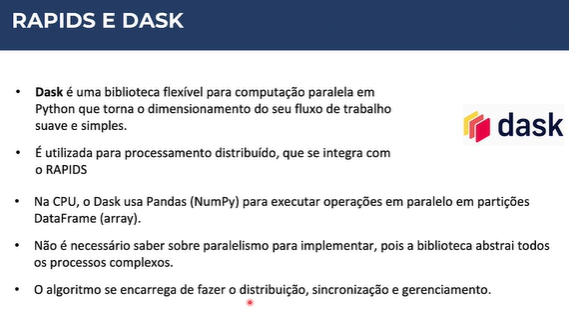 RAPIDS E DASK
• Dask é uma biblioteca flexível para computação paralela em
Python que torna o dimensionamento do seu fluxo de trabalho
suave e simples.
dask
• É utilizada para processamento distribuído, que se integra com
o RAPIDS
• Na CPU, o Dask usa Pandas (NumPy) para executar operações em paralelo em partições
DataFrame (array).
• Não é necessário saber sobre paralelismo para implementar, pois a biblioteca abstrai todos
os processos complexos.
• O algoritmo se encarrega de fazer o distribuição, sincronização e gerenciamento.